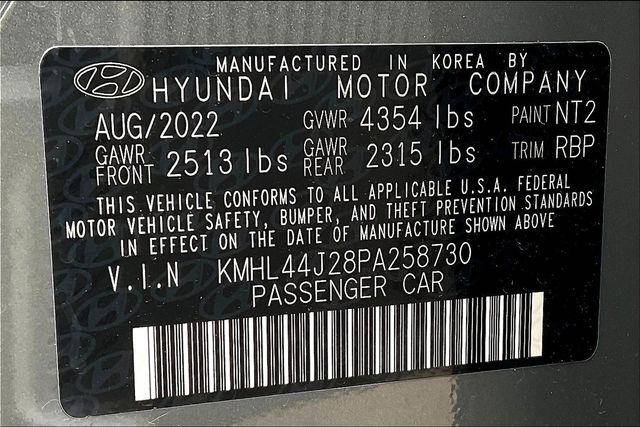 MANUFACTURED IN KOREA BY
HYUNDAI MOTOR COMPANY
AUG/2022 GVWR 4354 lbs PAINT NT2
GAWR FRONT 2513 lbs GAWR REAR 2315 lbs TRIM RBP
THIS VEHICLE CONFORMS TO ALL APPLICABLE U.S.A. FEDERAL
MOTOR VEHICLE SAFETY, BUMPER, AND THEFT PREVENTION STANDARDS
IN EFFECT ON THE DATE OF MANUFACTURE SHOWN ABOVE
V.I.N KMHL44J28PA258730
PASSENGER CAR